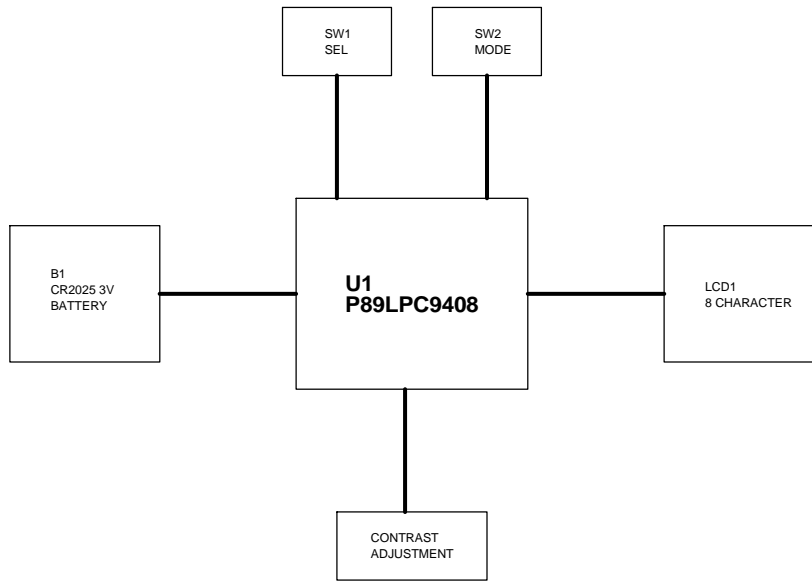 SW1
SEL
SW2
MODE
B1
CR2025 3V
BATTERY
U1
P89LPC9408
LCD1
8 CHARACTER
CONTRAST
ADJUSTMENT